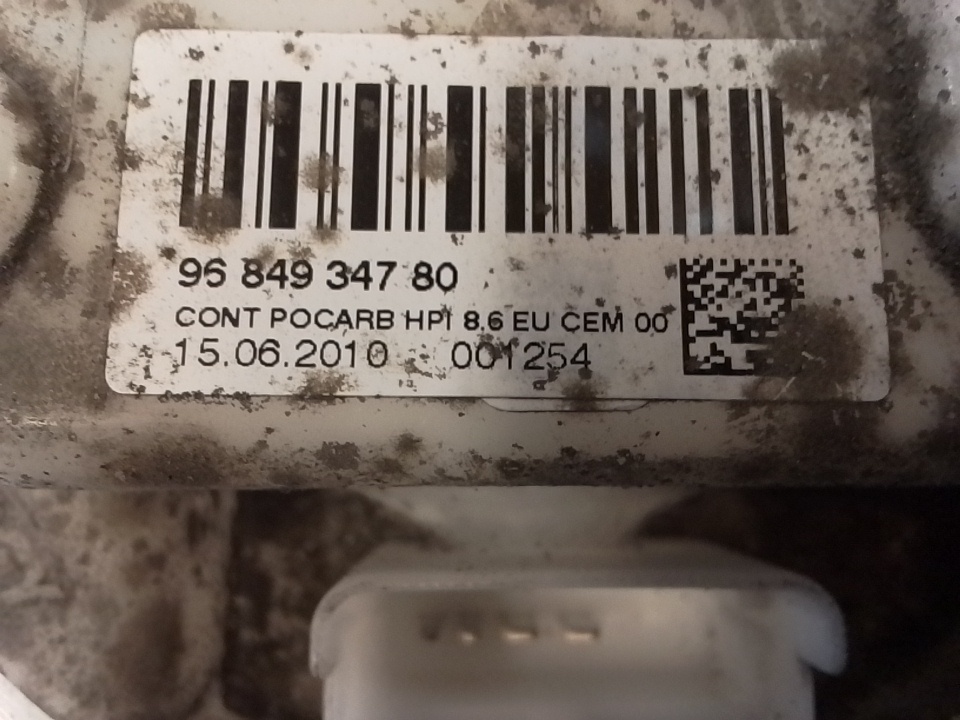 96 849 347 80
CONT POCARB HPI 8.6 EU CEM 00
15.06.2010 001254